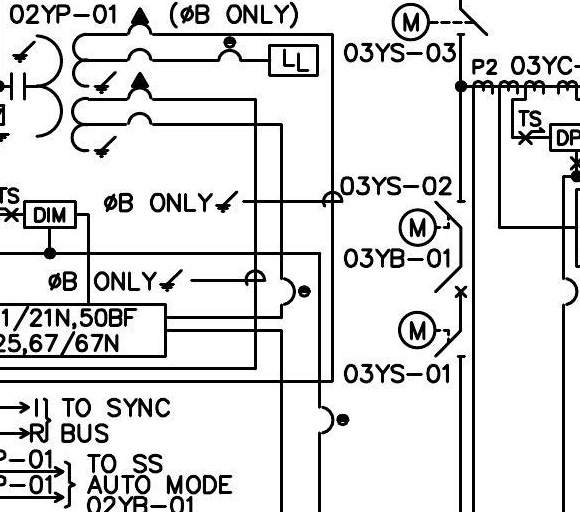 02YP-01 (ØB ONLY)
M
03YS-03
LL
P2 03YC-
TS
DP
03YS-02
ØB ONLY
TS
DIM
M
03YB-01
ØB ONLY
1/21N,50BF
25,67/67N
M
03YS-01
I TO SYNC
R BUS
P-01 TO SS
P-01 AUTO MODE
02YB-01